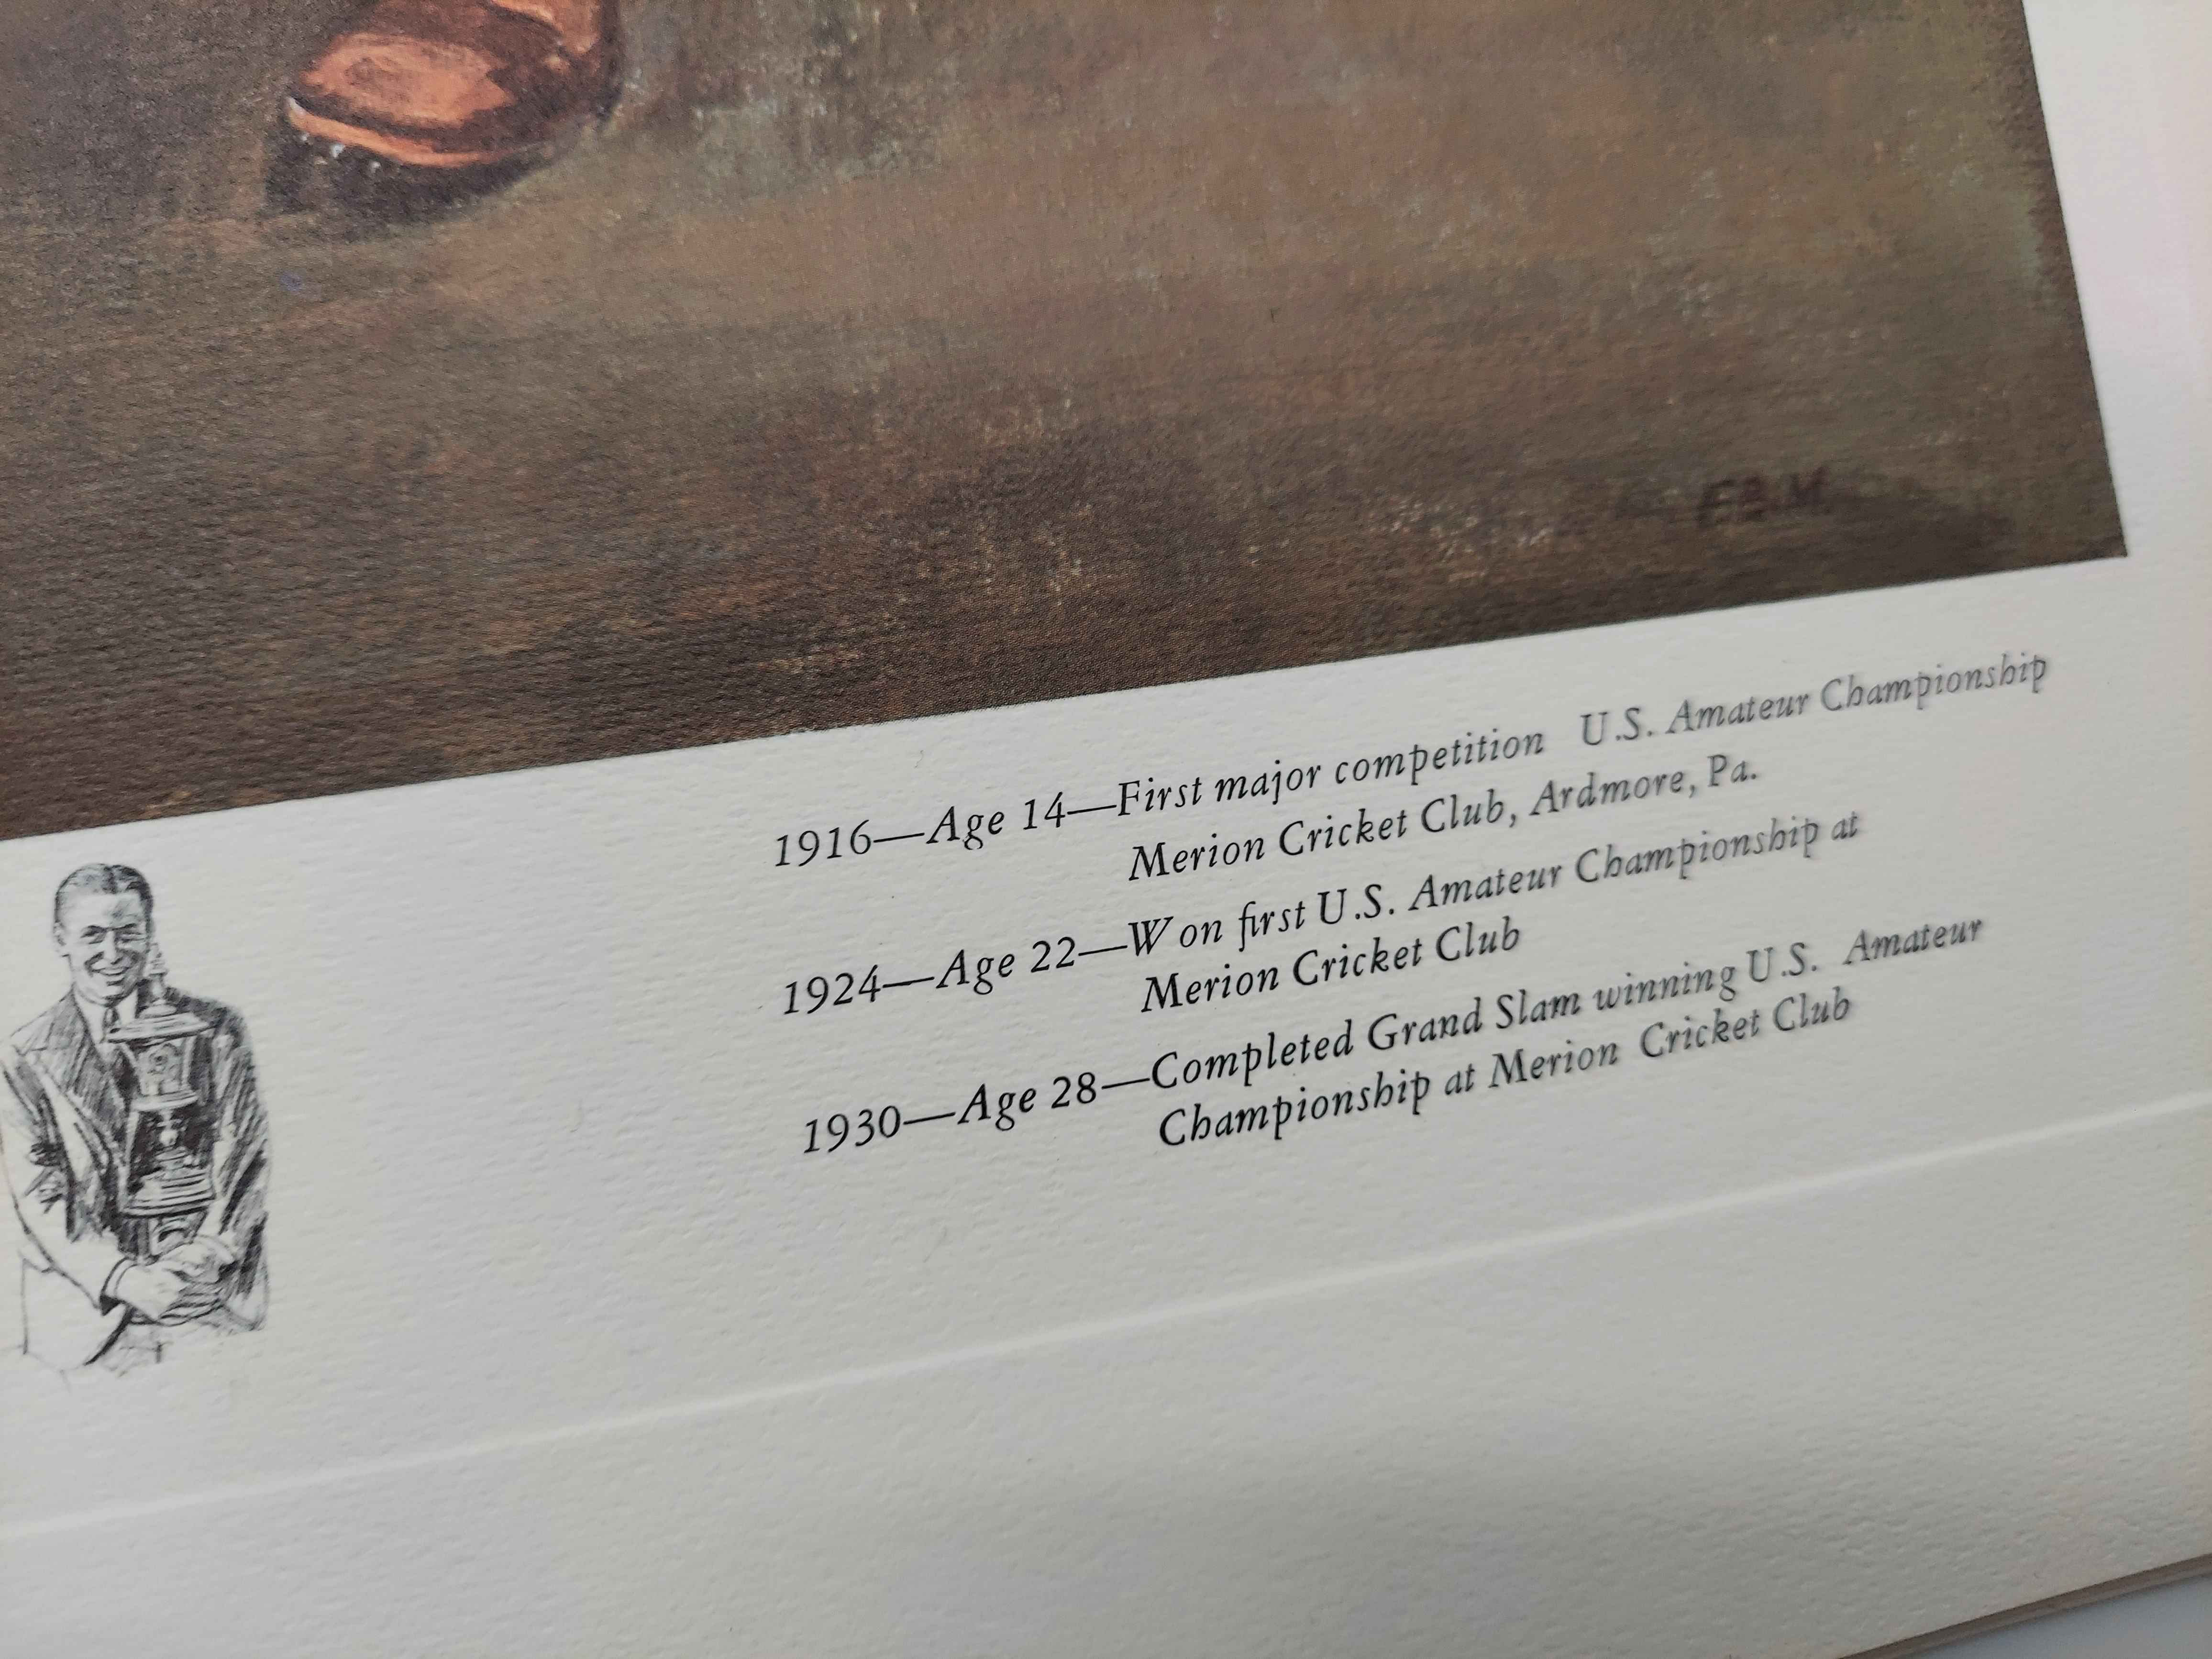 F.B.M.
1916—Age 14—First major competition U.S. Amateur Championship
Merion Cricket Club, Ardmore, Pa.
1924—Age 22—Won first U.S. Amateur Championship at
Merion Cricket Club
1930—Age 28—Completed Grand Slam winning U.S. Amateur
Championship at Merion Cricket Club